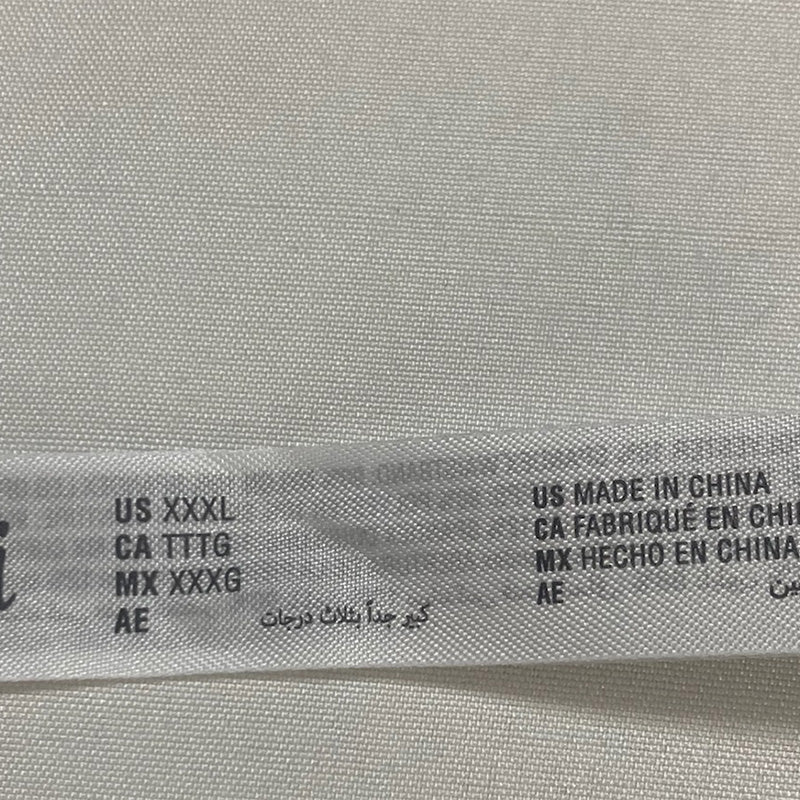 i
US XXXL
CA TTTG
MX XXXG
AE كبير جداً بثلاث درجات
US MADE IN CHINA
CA FABRIQUÉ EN
MX HECHO EN CHINA
AE